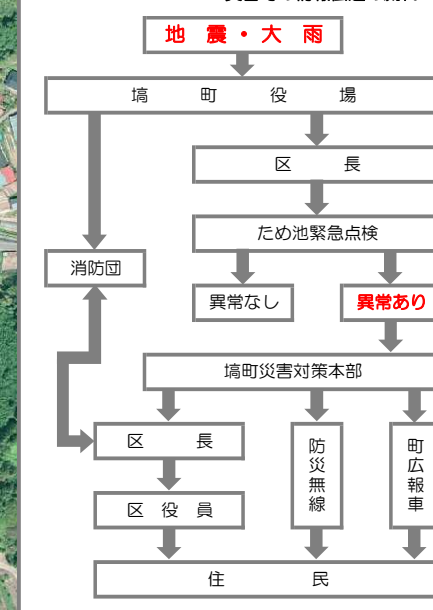 地 震・大 雨
塙 町 役 場
区 長
ため池緊急点検
消防団
異常なし
異常あり
塙町災害対策本部
区 長
防災無線
町広報車
区 役 員
住 民